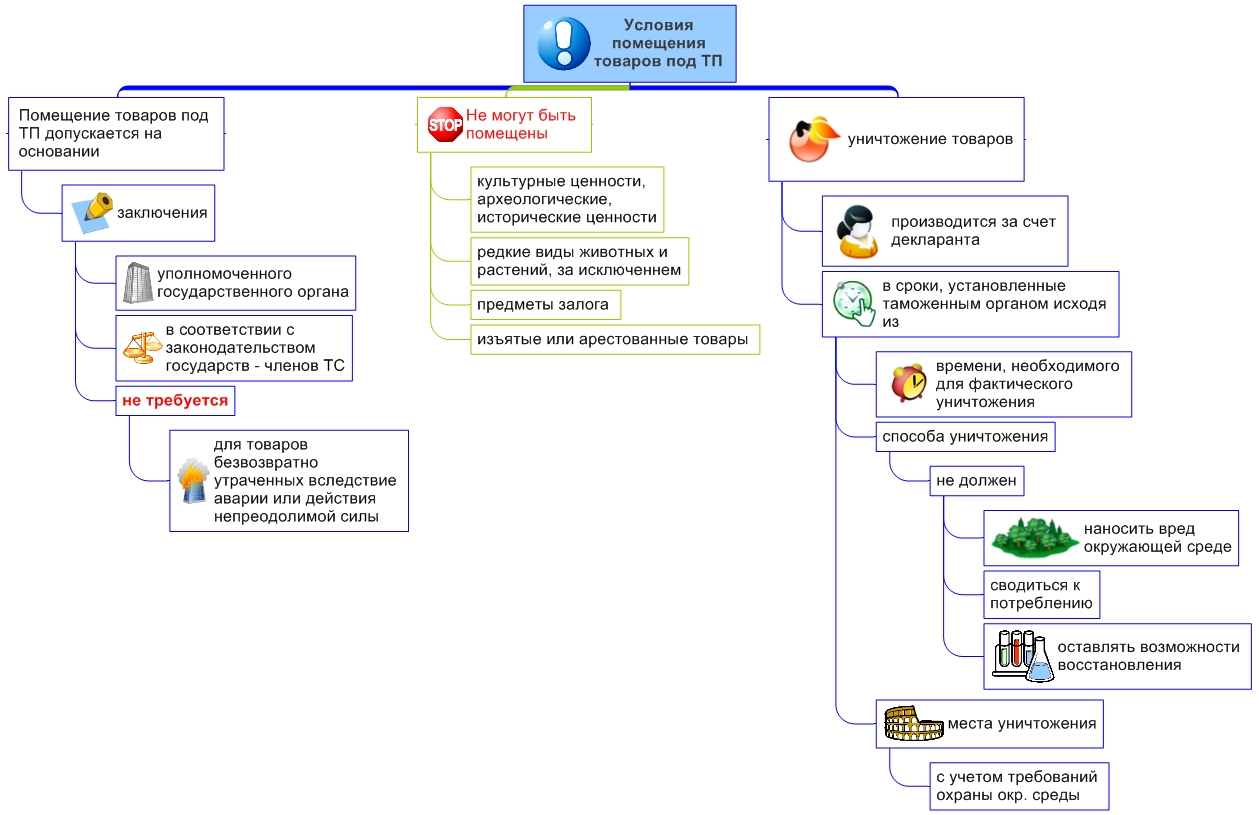 Условия
помещения
товаров под ТП
Помещение товаров под
ТП допускается на
основании
заключения
уполномоченного
государственного органа
в соответствии с
законодательством
государств - членов ТС
не требуется
для товаров
безвозвратно
утраченных вследствие
аварии или действия
непреодолимой силы
STOP
Не могут быть
помещены
культурные ценности,
археологические,
исторические ценности
редкие виды животных и
растений, за исключенем
предметы залога
изъятые или арестованные товары
уничтожение товаров
производится за счет
декларанта
в сроки, установленные
таможенным органом исходя
из
времени, необходимого
для фактического
уничтожения
способа уничтожения
не должен
наносить вред
окружающей среде
сводиться к
потреблению
оставлять возможности
восстановления
места уничтожения
с учетом требований
охраны окр. среды